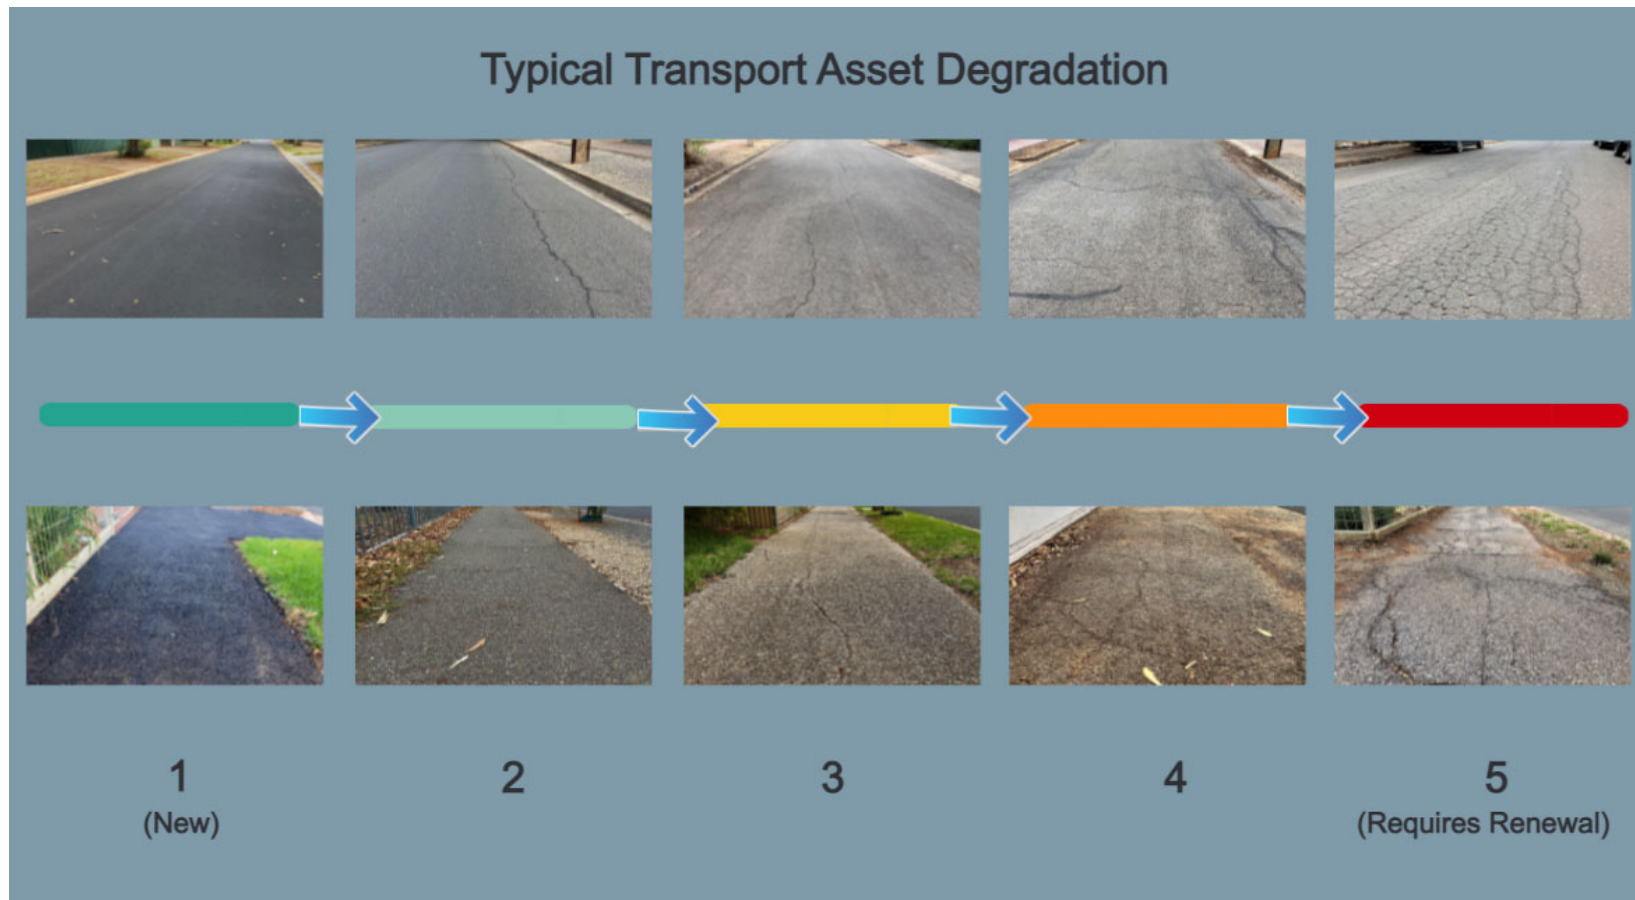 Typical Transport Asset Degradation
1
2
3
4
5
(New)
(Requires Renewal)